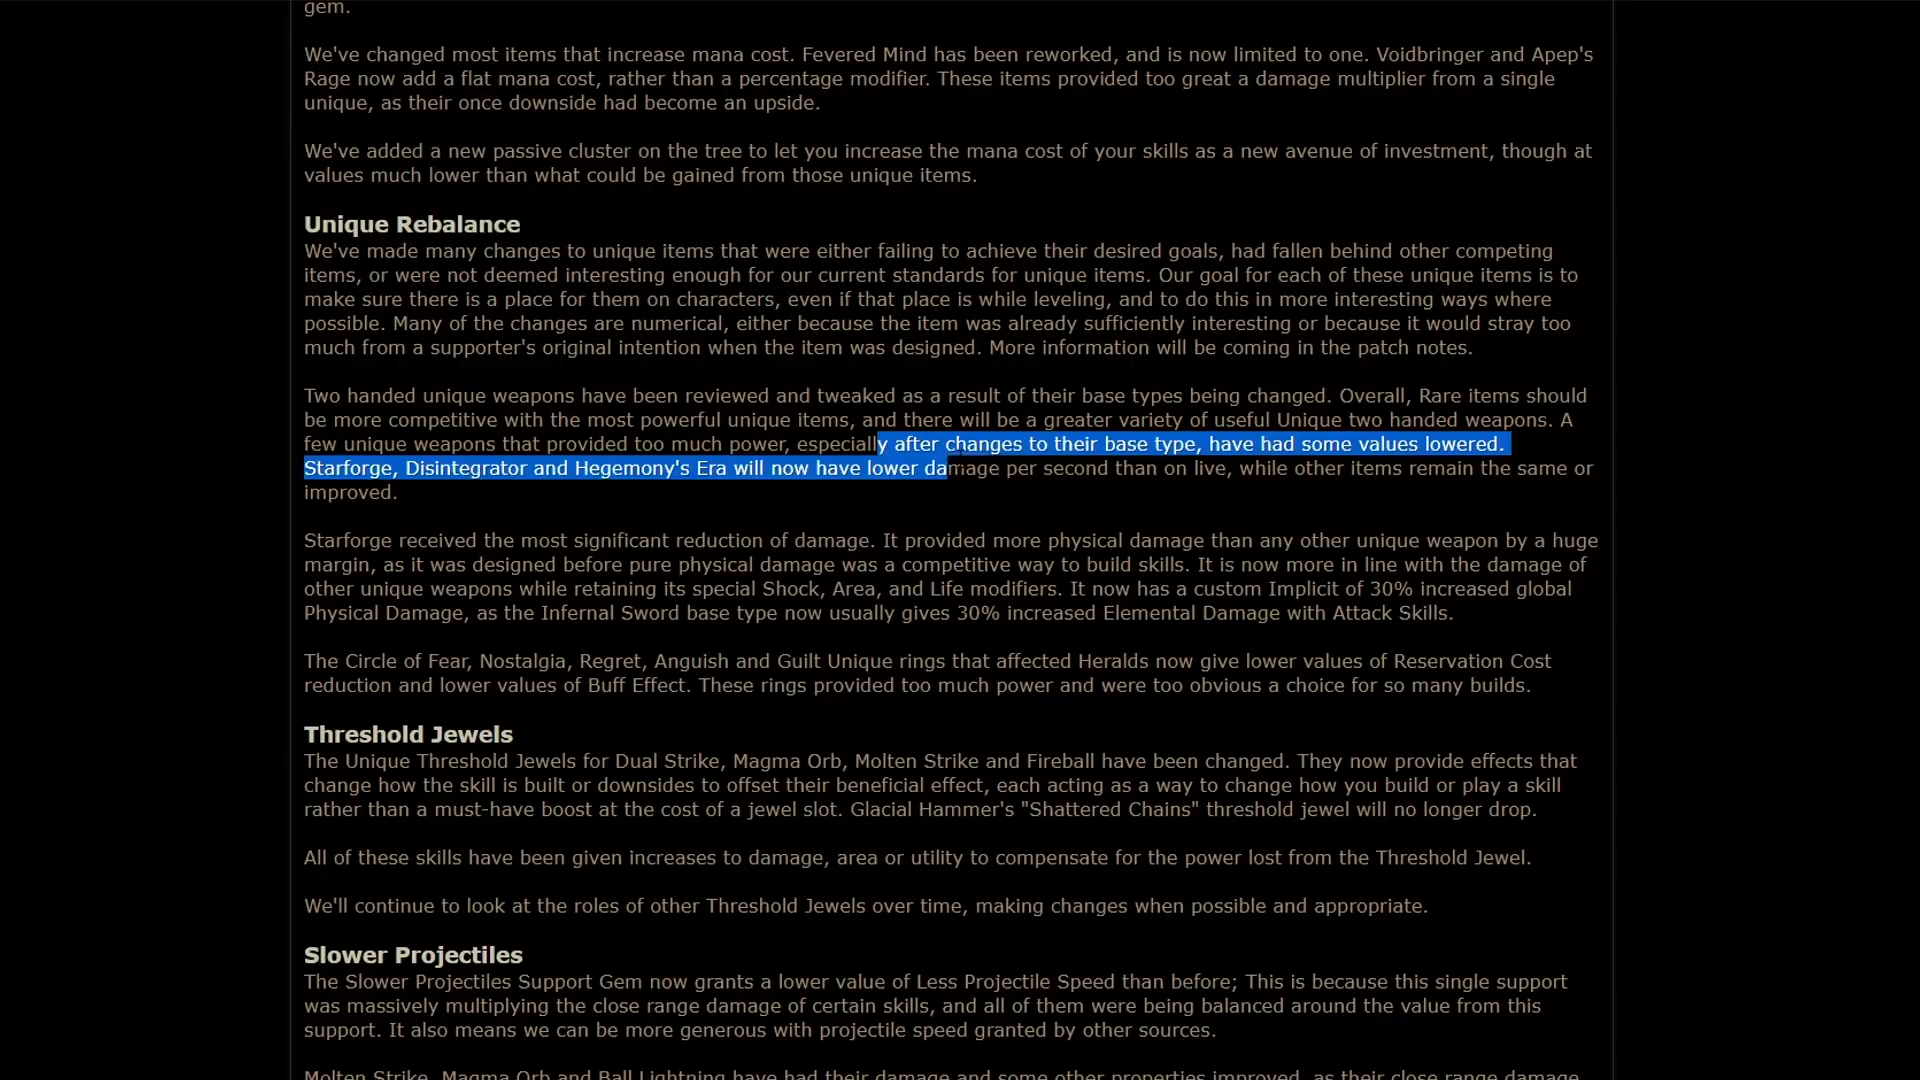 gem.
We've changed most items that increase mana cost. Fevered Mind has been reworked, and is now limited to one. Voidbringer and Apep's
Rage now add a flat mana cost, rather than a percentage modifier. These items provided too great a damage multiplier from a single
unique, as their once downside had become an upside.
We've added a new passive cluster on the tree to let you increase the mana cost of your skills as a new avenue of investment, though at
values much lower than what could be gained from those unique items.
Unique Rebalance
We've made many changes to unique items that were either failing to achieve their desired goals, had fallen behind other competing
items, or were not deemed interesting enough for our current standards for unique items. Our goal for each of these unique items is to
make sure there is a place for them on characters, even if that place is while leveling, and to do this in more interesting ways where
possible. Many of the changes are numerical, either because the item was already sufficiently interesting or because it would stray too
much from a supporter's original intention when the item was designed. More information will be coming in the patch notes.
Two handed unique weapons have been reviewed and tweaked as a result of their base types being changed. Overall, Rare items should
be more competitive with the most powerful unique items, and there will be a greater variety of useful Unique two handed weapons. A
few unique weapons that provided too much power, especially after changes to their base type, have had some values lowered.
Starforge, Disintegrator and Hegemony's Era will now have lower damage per second than on live, while other items remain the same or
improved.
Starforge received the most significant reduction of damage. It provided more physical damage than any other unique weapon by a huge
margin, as it was designed before pure physical damage was a competitive way to build skills. It is now more in line with the damage of
other unique weapons while retaining its special Shock, Area, and Life modifiers. It now has a custom Implicit of 30% increased global
Physical Damage, as the Infernal Sword base type now usually gives 30% increased Elemental Damage with Attack Skills.
The Circle of Fear, Nostalgia, Regret, Anguish and Guilt Unique rings that affected Heralds now give lower values of Reservation Cost
reduction and lower values of Buff Effect. These rings provided too much power and were too obvious a choice for so many builds.
Threshold Jewels
The Unique Threshold Jewels for Dual Strike, Magma Orb, Molten Strike and Fireball have been changed. They now provide effects that
change how the skill is built or downsides to offset their beneficial effect, each acting as a way to change how you build or play a skill
rather than a must-have boost at the cost of a jewel slot. Glacial Hammer's "Shattered Chains" threshold jewel will no longer drop.
All of these skills have been given increases to damage, area or utility to compensate for the power lost from the Threshold Jewel.
We'll continue to look at the roles of other Threshold Jewels over time, making changes when possible and appropriate.
Slower Projectiles
The Slower Projectiles Support Gem now grants a lower value of Less Projectile Speed than before; This is because this single support
was massively multiplying the close range damage of certain skills, and all of them were being balanced around the value from this
support. It also means we can be more generous with projectile speed granted by other sources.
Molten Strike, Magma Orb and Ball Lightning have had their damage and some other properties improved, as their close range damage